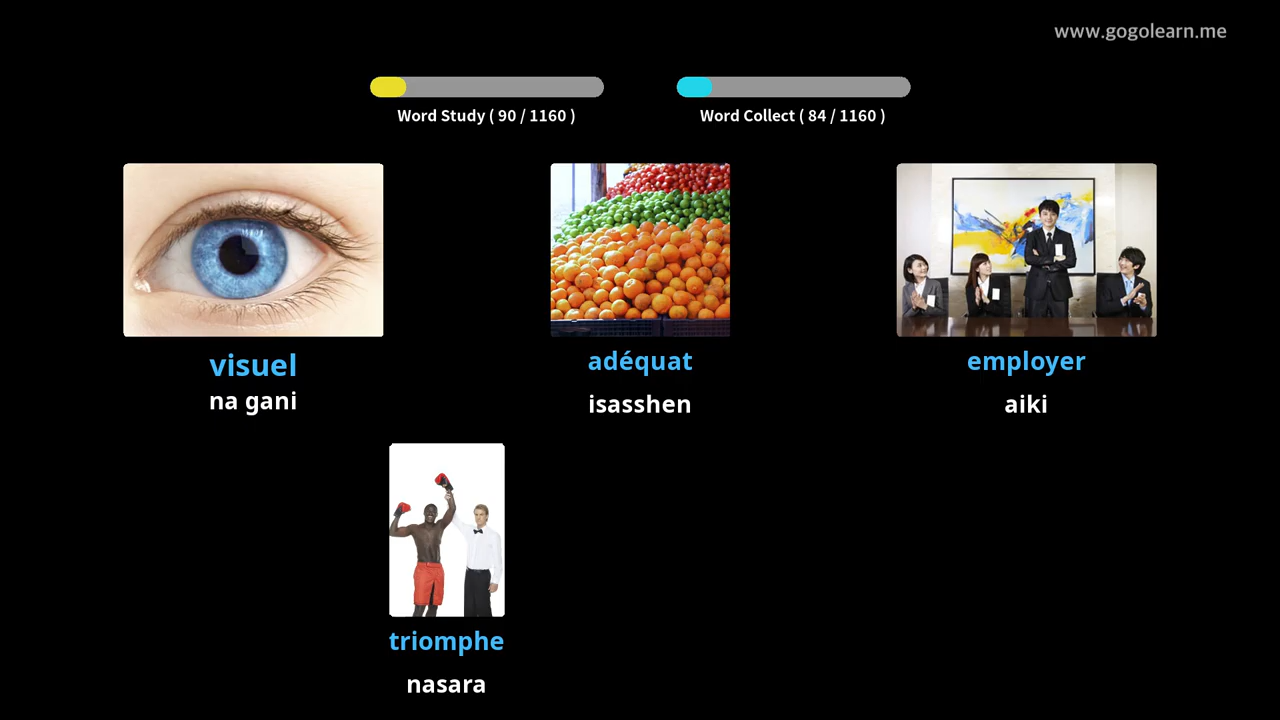 www.gogolearn.me
Word Study ( 90 / 1160 )
Word Collect ( 84 / 1160 )
visuel
na gani
adéquat
isasshen
employer
aiki
triomphe
nasara